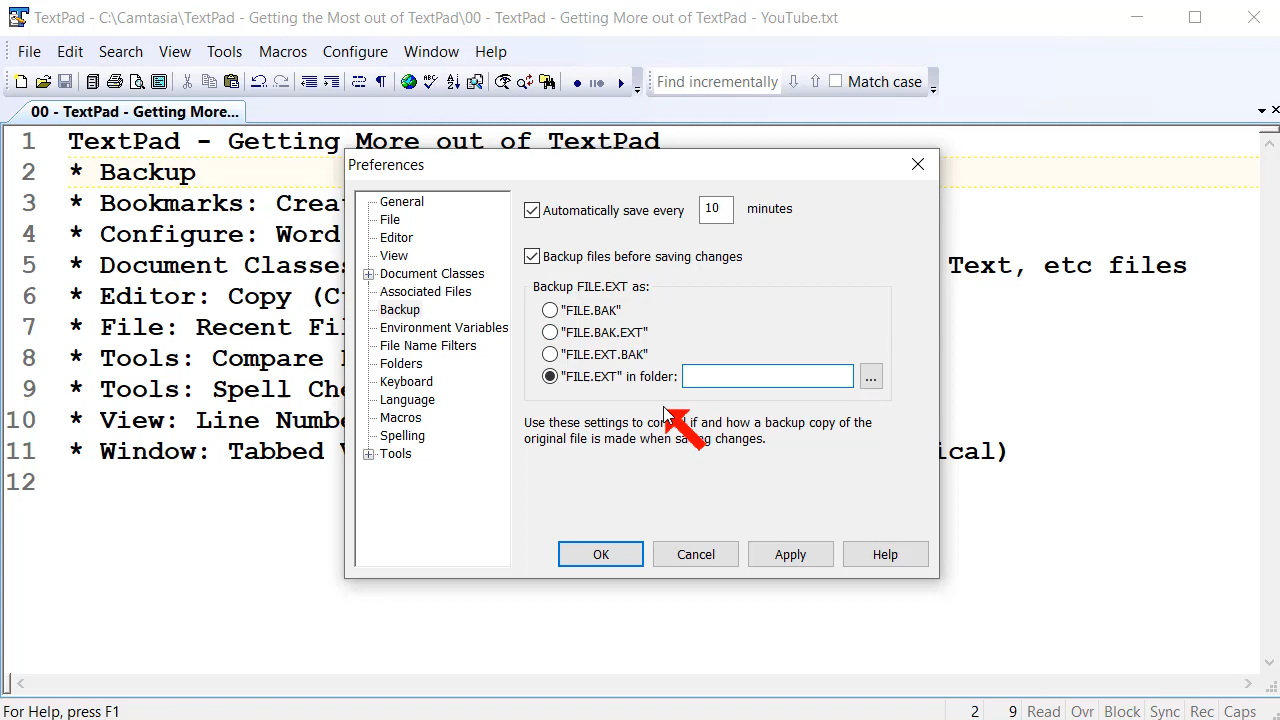 TextPad - C:\Camtasia\TextPad - Getting the Most out of TextPad\00 - TextPad - Getting More out of TextPad - YouTube.txt
File Edit Search View Tools Macros Configure Window Help
Find incrementally Match case
00 - TextPad - Getting More...
1 TextPad - Getting More out of TextPad
2 * Backup
3 * Bookmarks: Crea
4 * Configure: Word
5 * Document Classes Text, etc files
6 * Editor: Copy (C
7 * File: Recent Fi
8 * Tools: Compare
9 * Tools: Spell Che
10 * View: Line Numbe
11 * Window: Tabbed ical)
12
Preferences
General
File
Editor
View
Document Classes
Associated Files
Backup
Environment Variables
File Name Filters
Folders
Keyboard
Language
Macros
Spelling
Tools
Automatically save every 10 minutes
Backup files before saving changes
Backup FILE.EXT as:
"FILE.BAK"
"FILE.BAK.EXT"
"FILE.EXT.BAK"
"FILE.EXT" in folder: ...
Use these settings to control if and how a backup copy of the
original file is made when saving changes.
OK Cancel Apply Help
For Help, press F1 2 9 Read Ovr Block Sync Rec Caps